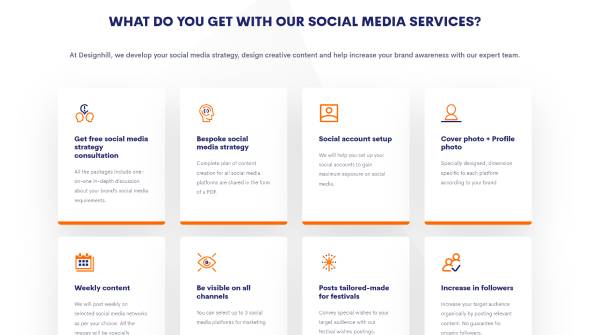 WHAT DO YOU GET WITH OUR SOCIAL MEDIA SERVICES?
At Designhill, we develop your social media strategy, design creative content and help increase your brand awareness with our expert team.
Get free social media
strategy
consultation
All the packages include one-
on-one in-depth discussion
about your brand's social media
requirements.
Bespoke social
media strategy
Complete plan of content
creation for all social media
platforms are shared in the form
of a PDF.
Social account setup
We will help you set up your
social accounts to gain
maximum exposure on social
media.
Cover photo + Profile
photo
Specially designed, dimension
specific to each platform
according to your brand
Weekly content
We will post weekly on
selected social media networks
as per your choice. All the
images will be specially
Be visible on all
channels
You can select up to 3 marketing
social media platforms for marketing
Posts tailored-made
for festivals
Convey special wishes to your
target audience with our
festival wishes postings.
Increase in followers
Increase your target audience
organically by posting relevant
content. No guarantee for